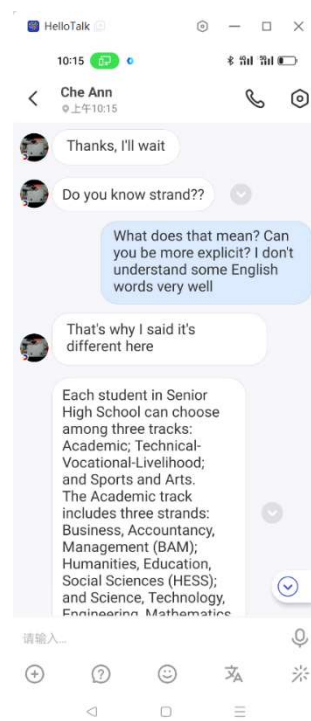 HelloTalk
10:15
Che Ann
上午10:15
Thanks, I'll wait
Do you know strand??
What does that mean? Can
you be more explicit? I don't
understand some English
words very well
That's why I said it's
different here
Each student in Senior
High School can choose
among three tracks:
Academic; Technical-
Vocational-Livelihood;
and Sports and Arts.
The Academic track
includes three strands:
Business, Accountancy,
Management (BAM);
Humanities, Education,
Social Sciences (HESS);
and Science, Technology,
Engineering, Mathematics
请输入...